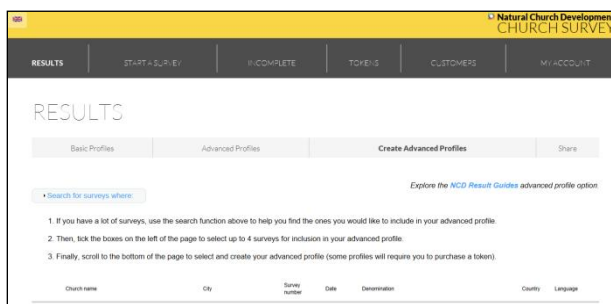 Natural Church Developmen
CHURCH SURVEY
RESULTS START A SURVEY INCOMPLETE TOKENS CUSTOMERS MY ACCOUNT
RESULTS
Basic Profiles Advanced Profiles Create Advanced Profiles Share
Explore the NCD Result Guides advanced profile option.
Search for surveys where:
1. If you have a lot of surveys, use the search function above to help you find the ones you would like to include in your advanced profile.
2. Then, tick the boxes on the left of the page to select up to 4 surveys for inclusion in your advanced profile.
3. Finally, scroll to the bottom of the page to select and create your advanced profile (some profiles will require you to purchase a token).
Church name City Survey number Date Denomination Country Language